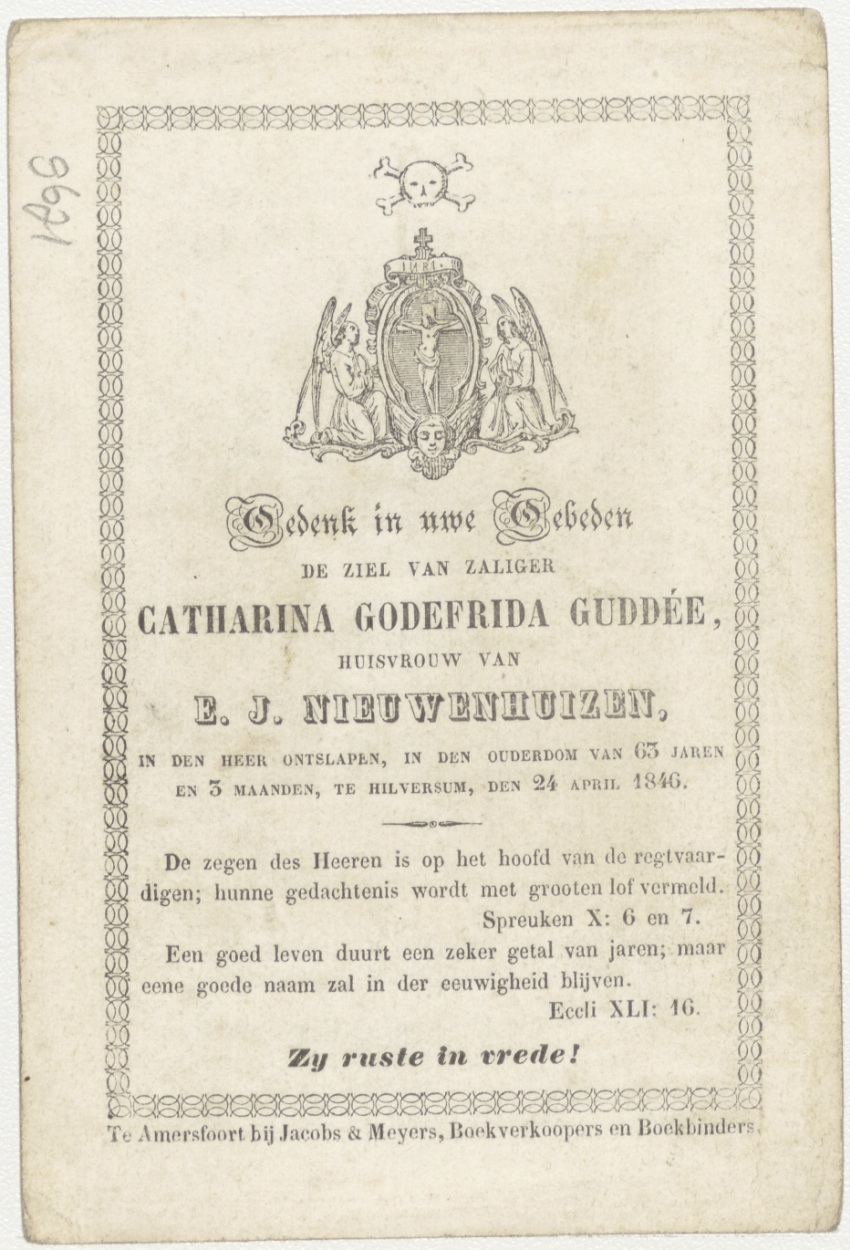 INRI.
Gedenk in uwe Gebeden
DE ZIEL VAN ZALIGER
CATHARINA GODEFRIDA GUDDÉE,
HUISVROUW VAN
E. J. NIEUWENHUIZEN,
IN DEN HEER ONTSLAPEN, IN DEN OUDERDOM VAN 63 JAREN
EN 3 MAANDEN, TE HILVERSUM, DEN 24 APRIL 1846.
De zegen des Heeren is op het hoofd van de regtvaar-
digen; hunne gedachtenis wordt met grooten lof vermeld.
Spreuken X: 6 en 7.
Een goed leven duurt een zeker getal van jaren; maar
eene goede naam zal in der eeuwigheid blijven.
Eccli XLI: 16.
Zy ruste in vrede!
Te Amersfoort bij Jacobs & Meyers, Boekverkoopers en Boekbinders.